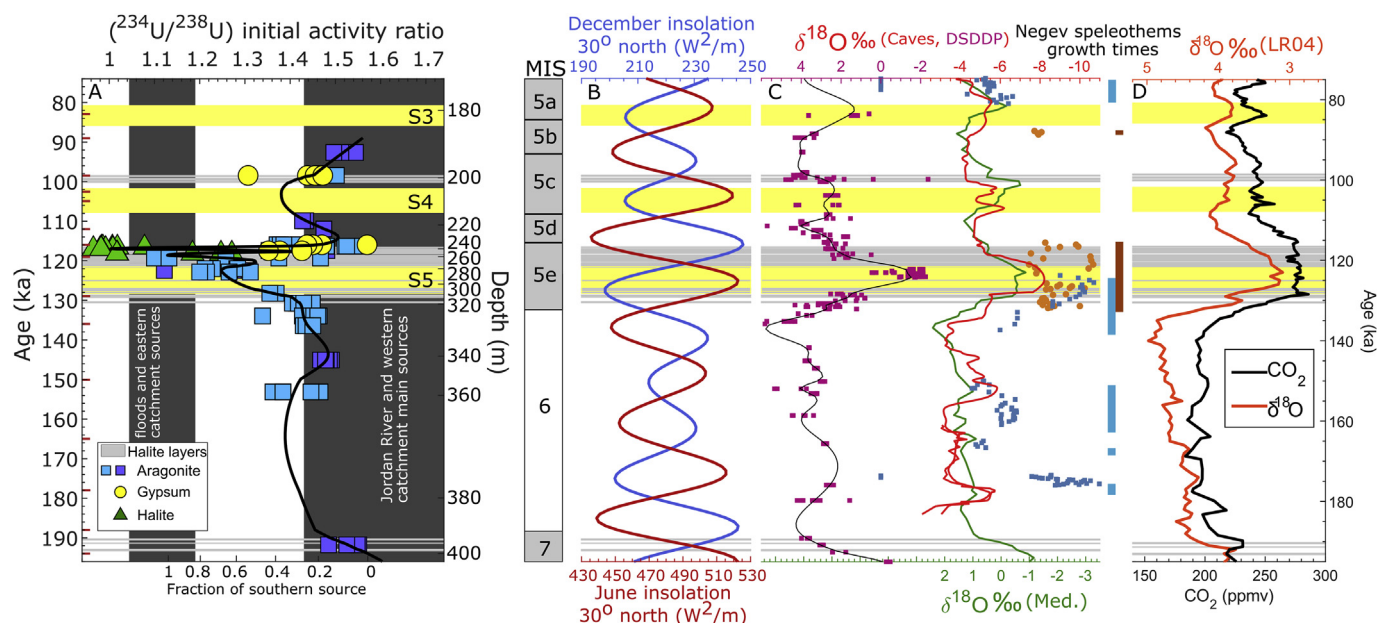 (²³⁴U/²³⁸U) initial activity ratio
1 1.1 1.2 1.3 1.4 1.5 1.6 1.7
A
Age (ka)
80
90
100
110
120
130
140
150
160
170
180
190
S3
S4
S5
180
200
220
240
260
280
300
320
340
360
380
400
Depth (m)
floods and eastern
catchment sources
Jordan River and western
catchment main sources
Halite layers
Aragonite
Gypsum
Halite
1 0.8 0.6 0.4 0.2 0
Fraction of southern source
MIS
5a
5b
5c
5d
5e
6
7
December insolation
30º north (W²/m)
190 210 230 250
B
430 450 470 490 510 530
June insolation
30º north (W²/m)
δ¹⁸O ‰ (Caves, DSDDP)
6 4 2 0 -2 -4 -6 -8 -10
C
Negev speleothems
growth times
2 1 0 -1 -2 -3
δ¹⁸O ‰ (Med.)
δ¹⁸O ‰ (LR04)
5 4 3
D
80
100
120
140
160
180
Age (ka)
CO₂
δ¹⁸O
150 200 250 300
CO₂ (ppmv)